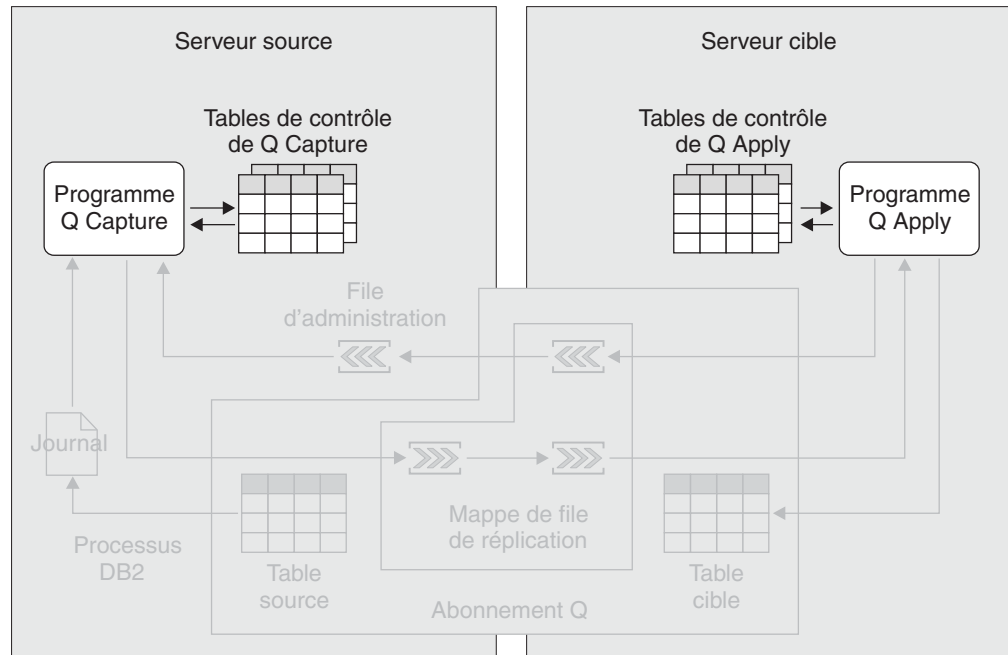 Serveur source
Serveur cible
Tables de contrôle
de Q Capture
Tables de contrôle
de Q Apply
Programme
Q Capture
Programme
Q Apply
File
d'administration
Journal
Mappe de file
de réplication
Processus
DB2
Table
source
Table
cible
Abonnement Q